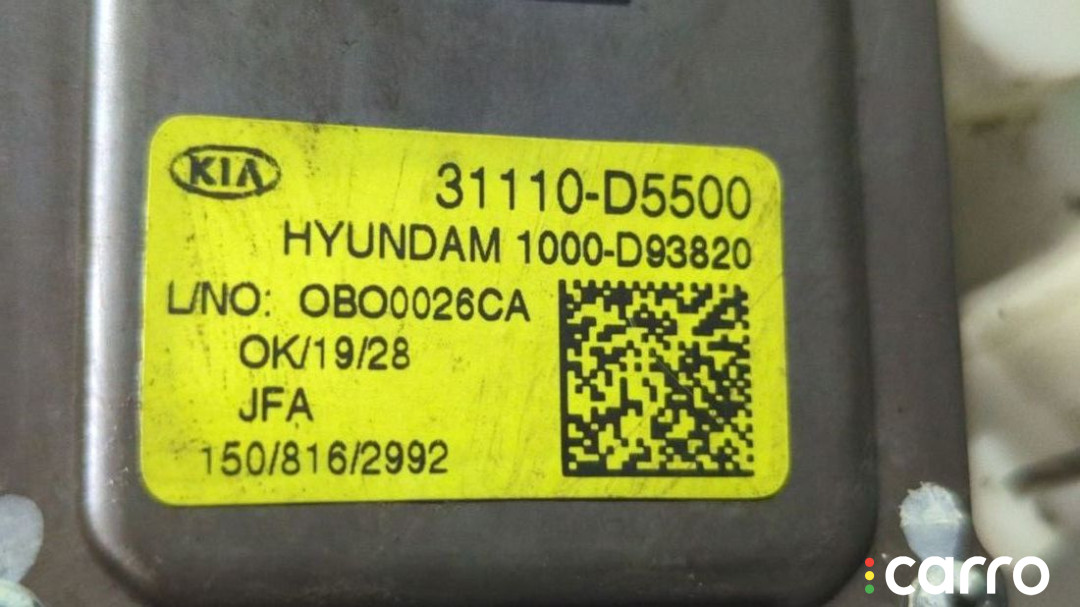 KIA
31110-D5500
HYUNDAM 1000-D93820
L/NO: OBO0026CA
OK/19/28
JFA
150/816/2992
carro